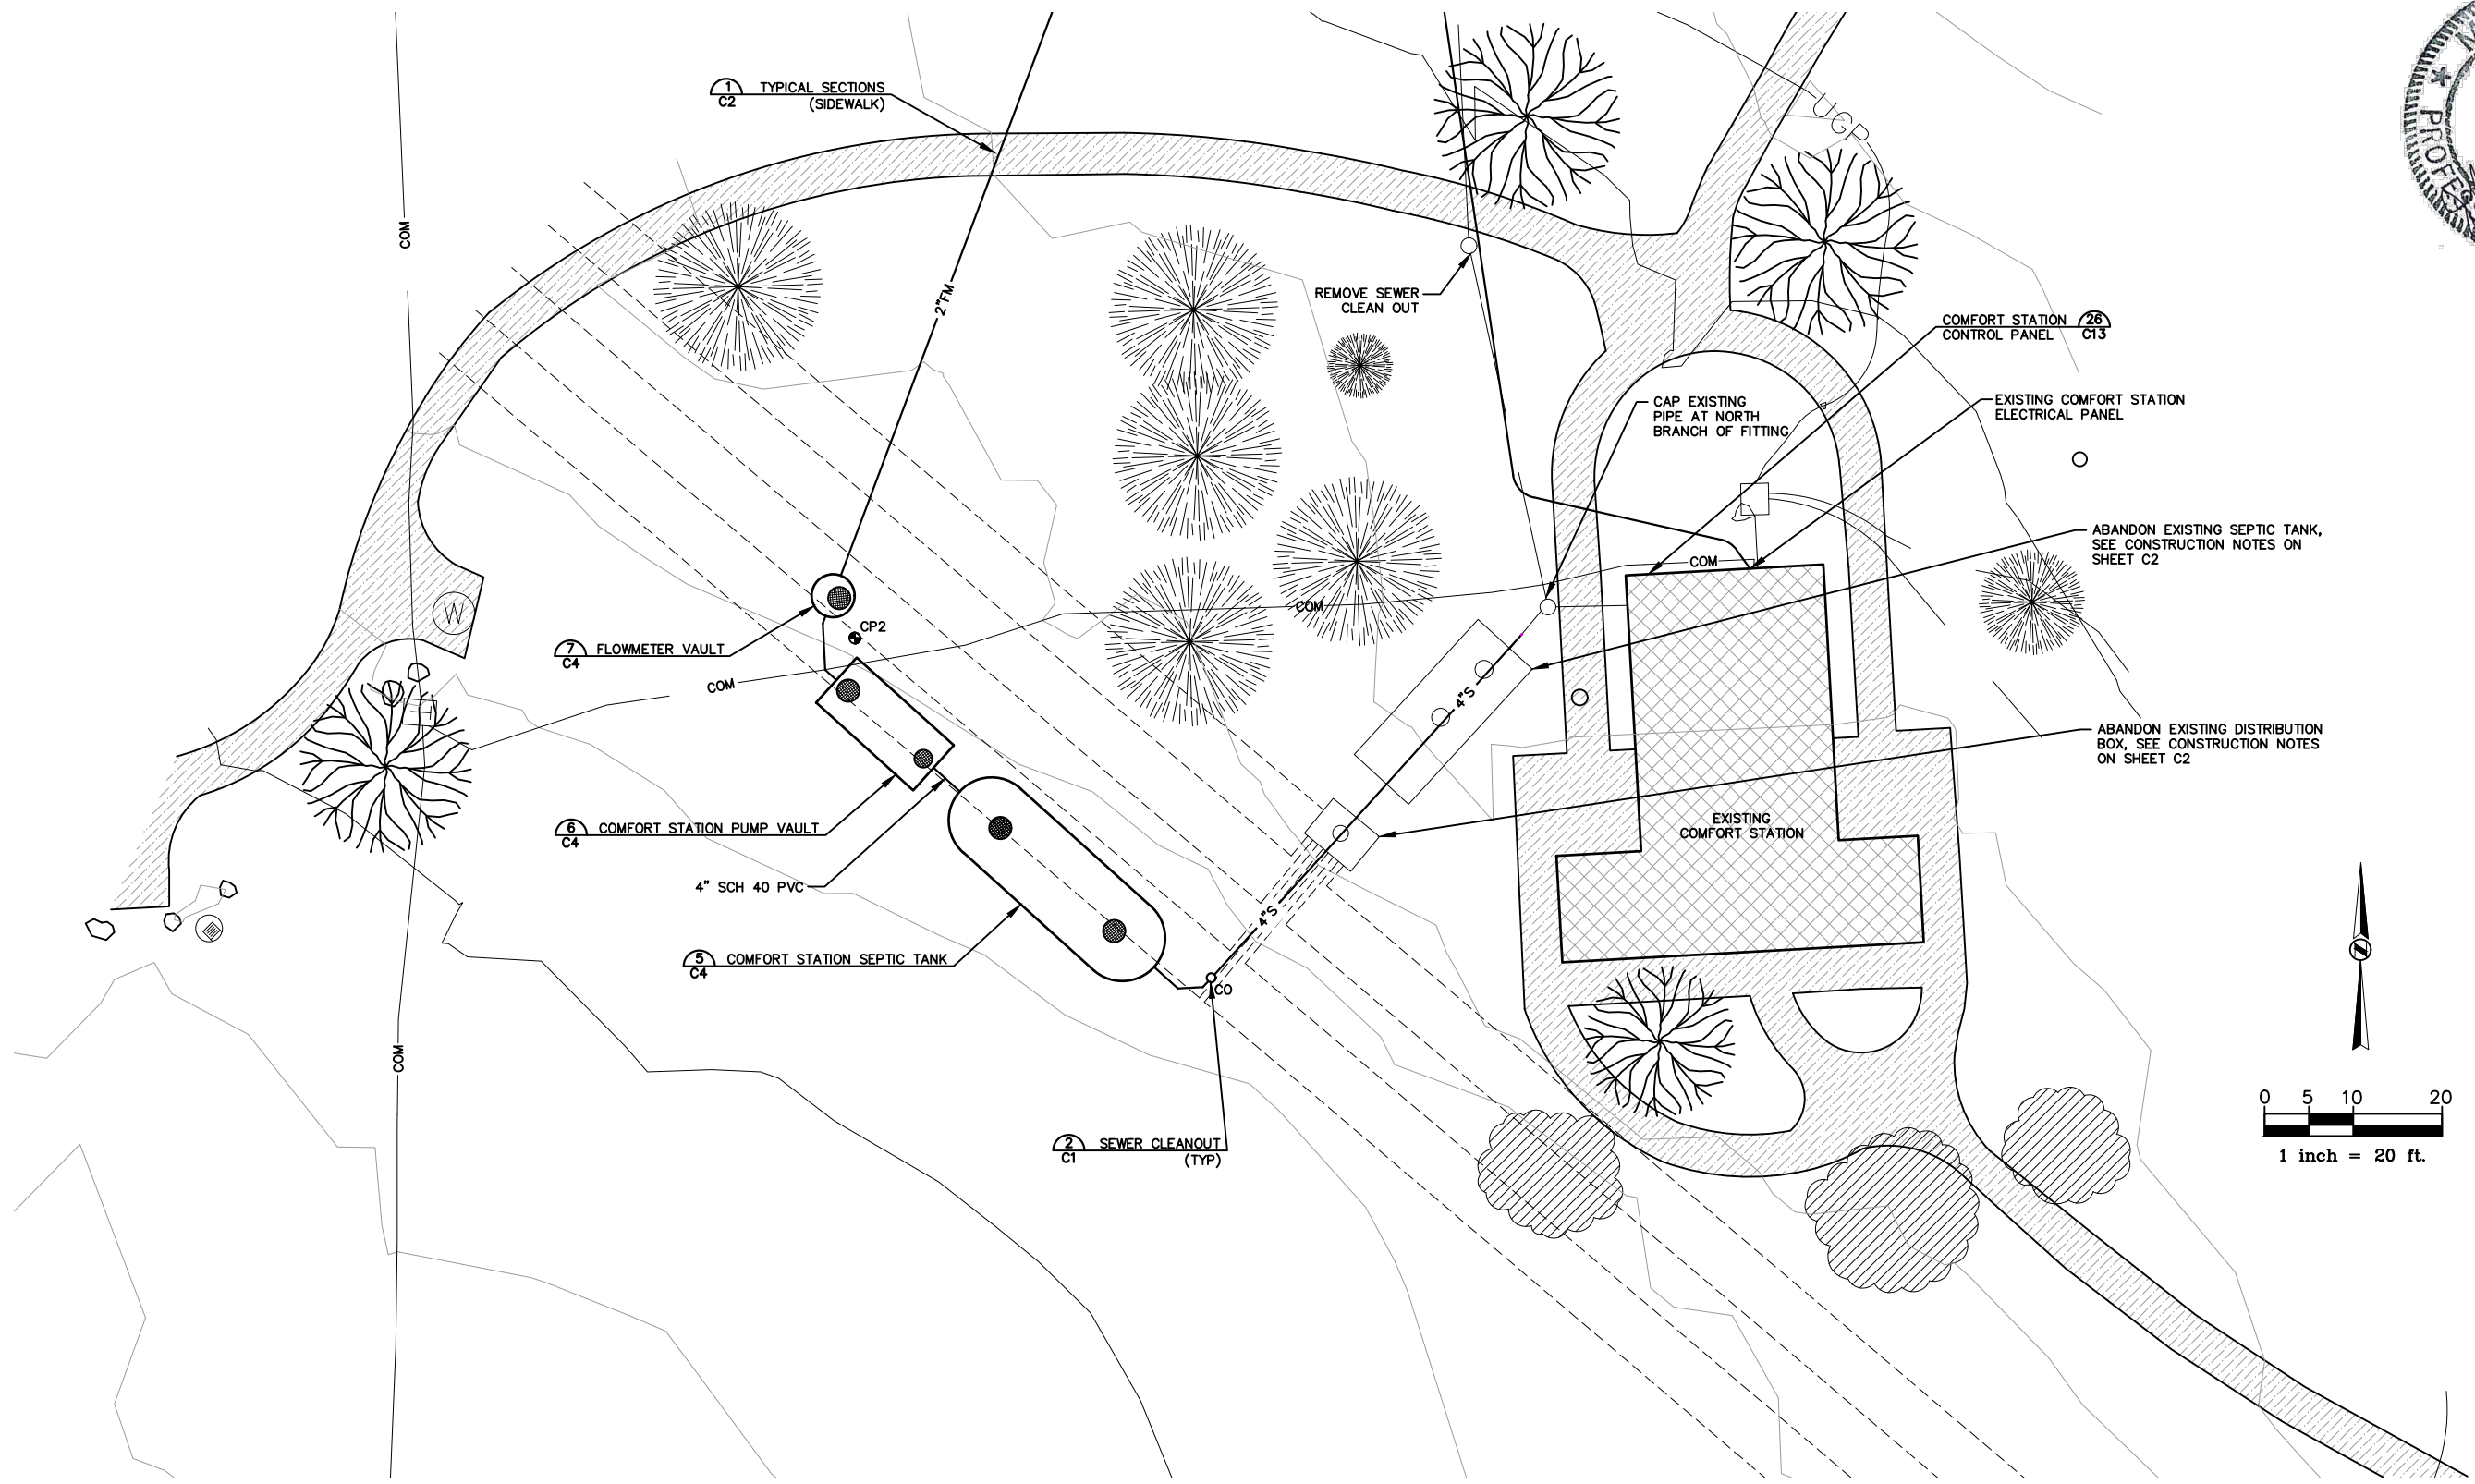 1
C2
TYPICAL SECTIONS
(SIDEWALK)
UGP
★ PROFES
COM
2"FM
REMOVE SEWER
CLEAN OUT
COMFORT STATION
CONTROL PANEL
26
C13
CAP EXISTING
PIPE AT NORTH
BRANCH OF FITTING
EXISTING COMFORT STATION
ELECTRICAL PANEL
ABANDON EXISTING SEPTIC TANK,
SEE CONSTRUCTION NOTES ON
SHEET C2
COM
COM
W
CP2
7
C4
FLOWMETER VAULT
COM
4"S
H
ABANDON EXISTING DISTRIBUTION
BOX, SEE CONSTRUCTION NOTES
ON SHEET C2
6
C4
COMFORT STATION PUMP VAULT
EXISTING
COMFORT STATION
4" SCH 40 PVC
4"S
5
C4
COMFORT STATION SEPTIC TANK
CO
N
COM
2
C1
SEWER CLEANOUT
(TYP)
0 5 10 20
1 inch = 20 ft.